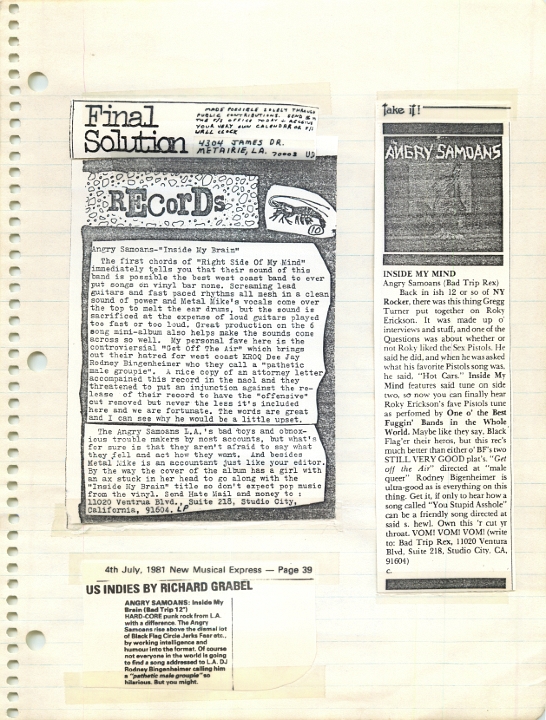 Final
Solution
MADE POSSIBLE SOLELY THROUGH
PUBLIC CONTRIBUTIONS. SEND $ TO
THE F/S OFFICE TODAY & RECEIVE
YOUR VERY OWN CALENDAR OR F/S
WALL CLOCK
4304 JAMES DR.
METAIRIE, LA. 70003
RECorDs
Angry Samoans-"Inside My Brain"
The first chords of "Right Side Of My Mind"
immediately tells you that their sound of this
band is possible the best west coast band to ever
put songs on vinyl bar none. Screaming lead
guitars and fast paced rhythms all mesh in a clean
sound of power and Metal Mike's vocals come over
the top to melt the ear drums, but the sound is
sacrificed at the expense of loud guitars played
too fast or too loud. Great production on the 6
song mini-album also helps make the sounds come
across so well. My personal fave here is the
controviersial "Get Off The Air" which brings
out their hatred for west coast KROQ Dee Jay
Rodney Bingenheimer who they call a "pathetic
male groupie". A nice copy of an attorney letter
accompained this record in the maol and they
threatened to put an injunction against the re-
lease of their record to have the "offensive"
cut removed but never the less it's included
here and we are fortunate. The words are great
and I can see why he would be a little upset.
The Angry Samoans L.A.'s bad boys and obnox-
ious trouble makers by most accounts, but what's
for sure is that they aren't afraid to say what
they fell and act how they want. And besides
Metal Mike is an accountant just like your editor.
By the way the cover of the album has a girl with
an ax stuck in her head to go along with the
"Inside My Brain" title so don't expect pop music
from the vinyl. Send Hate Mail and money to :
11020 Ventrua Blvd., Suite 218, Studio City,
California, 91604. LP
take it!
ANGRY SAMOANS
INSIDE MY MIND
Angry Samoans (Bad Trip Rex)
Back in ish 12 or so of NY
Rocker, there was this thing Gregg
Turner put together on Roky
Erickson. It was made up o'
interviews and stuff, and one of the
Questions was about whether or
not Roky liked the Sex Pistols. He
said he did, and when he was asked
what his favorite Pistols song was,
he said, "Hot Cars." Inside My
Mind features said tune on side
two, so now you can finally hear
Roky Erickson's fave Pistols tune
as perfomed by One o' the Best
Fuggin' Bands in the Whole
World. Maybe like they say, Black
Flag'er their heros, but this rec's
much better than either o' BF's two
STILL VERY GOOD plat's. "Get
off the Air" directed at "male
queer" Rodney Bigenheimer is
ultra-good as is everything on this
thing. Get it, if only to hear how a
song called "You Stupid Asshole"
can be a friendly song directed at
said s. hewl. Own this 'r cut yr
throat. VOM! VOM! VOM! (write
to: Bad Trip Rex, 11020 Ventura
Blvd. Suite 218, Studio City, CA,
91604)
c.
4th July, 1981 New Musical Express — Page 39
US INDIES BY RICHARD GRABEL
ANGRY SAMOANS: Inside My
Brain (Bad Trip 12")
HARD-CORE punk rock from L.A.
with a difference. The Angry
Samoans rise above the dismal lot
of Black Flag Circle Jerks Fear etc.,
by working intelligence and
humour into the format. Of course
not everyone in the world is going
to find a song addressed to L.A. DJ
Rodney Bingenheimer calling him
a "pathetic male groupie" so
hilarious. But you might.